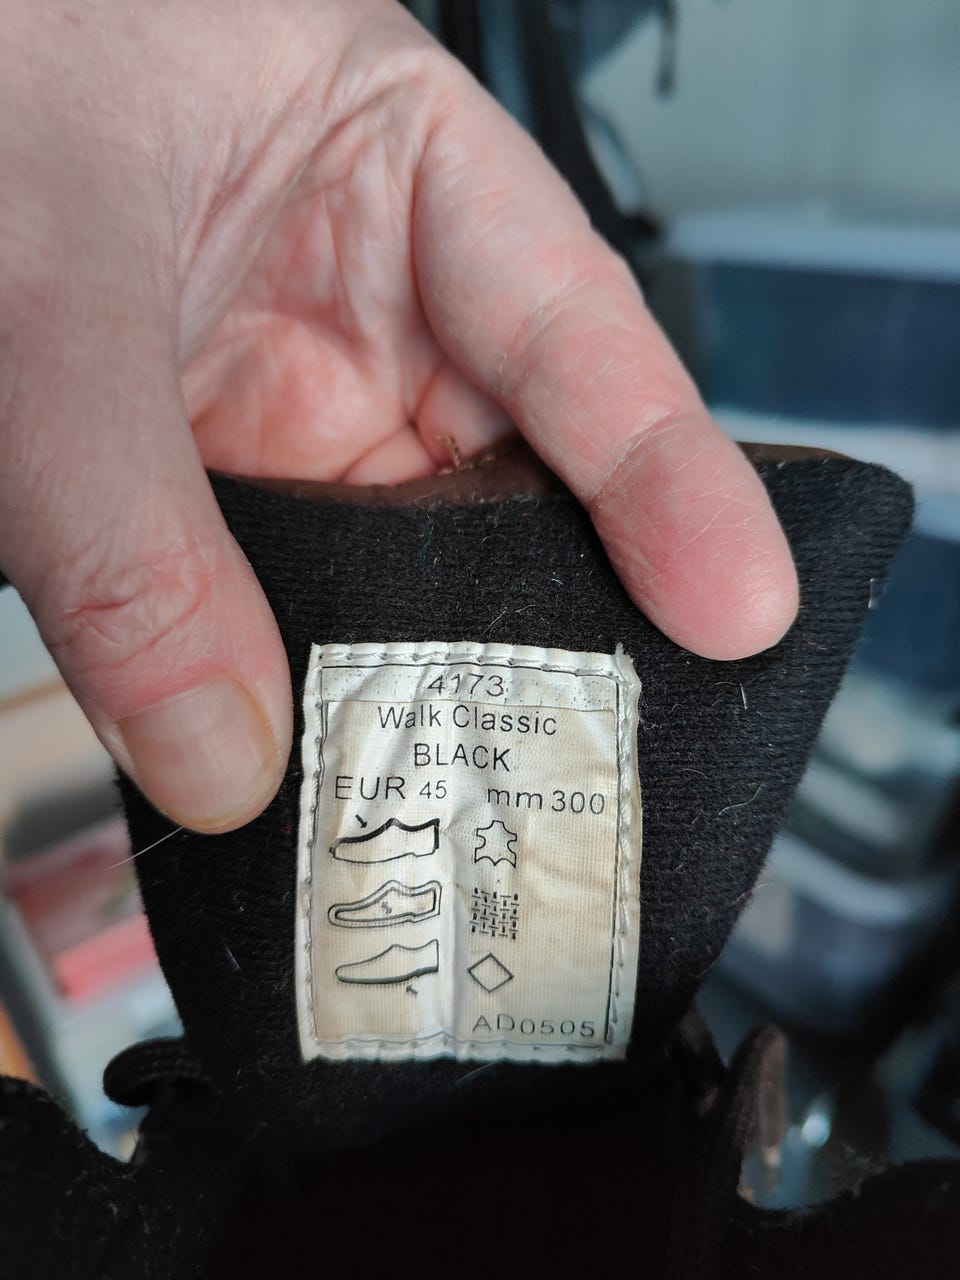 4173
Walk Classic
BLACK
EUR 45 mm 300
AD0505